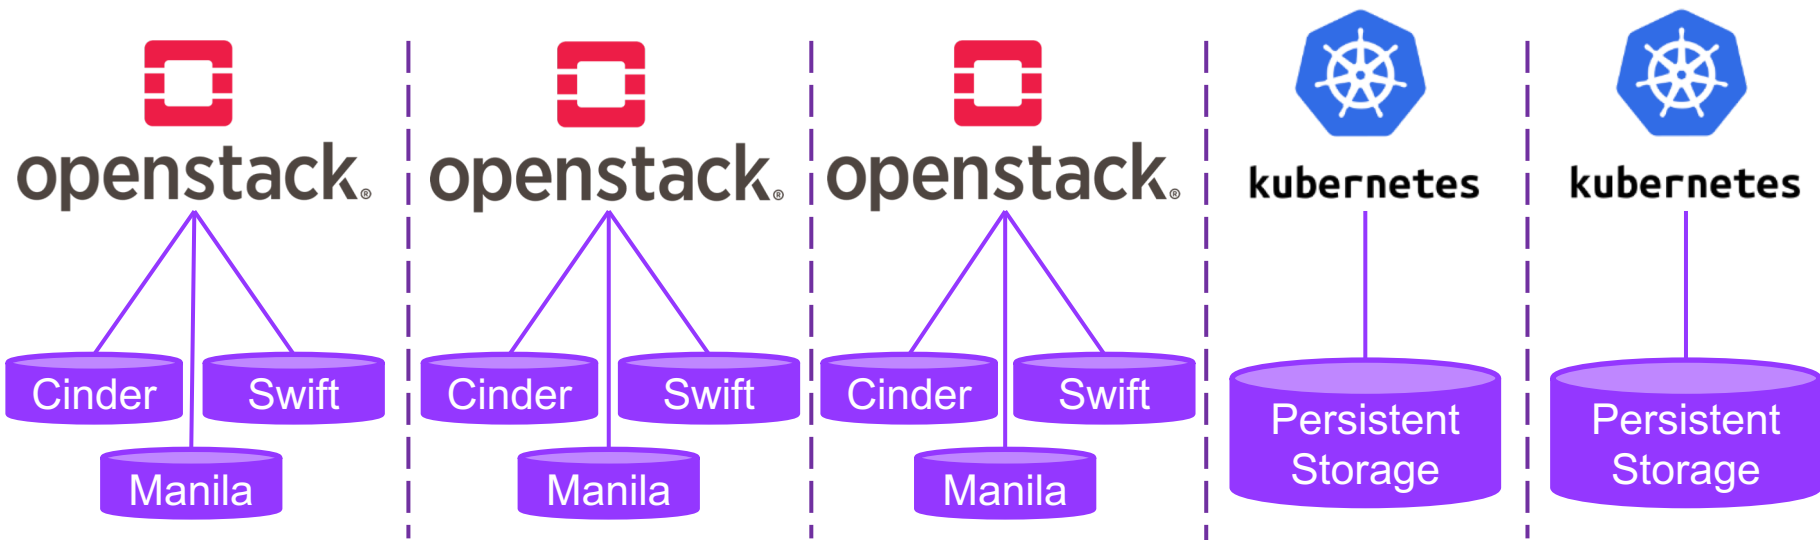 openstack®
Cinder
Swift
Manila
openstack®
Cinder
Swift
Manila
openstack®
Cinder
Swift
Manila
kubernetes
Persistent
Storage
kubernetes
Persistent
Storage